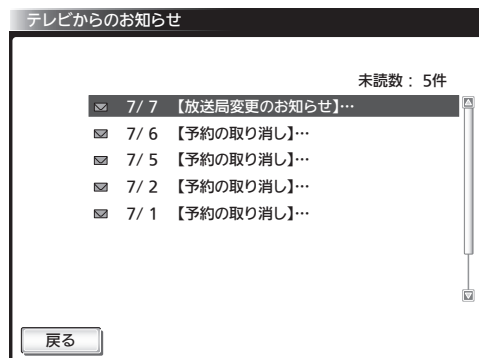 テレビからのお知らせ
未読数： 5件
7/ 7 【放送局変更のお知らせ】…
7/ 6 【予約の取り消し】…
7/ 5 【予約の取り消し】…
7/ 2 【予約の取り消し】…
7/ 1 【予約の取り消し】…
戻る